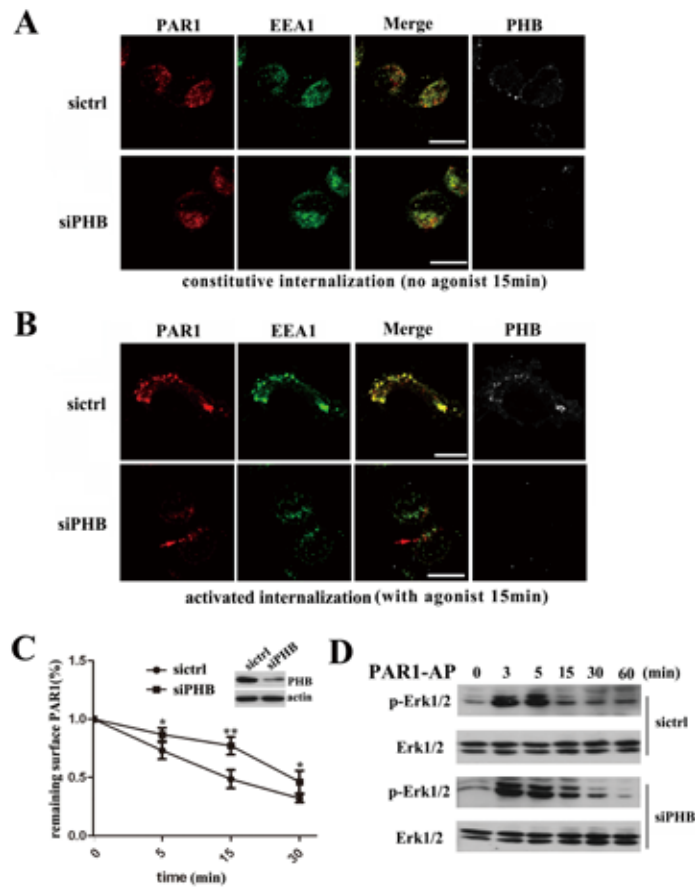 A
PAR1 EEA1 Merge PHB
sictrl
siPHB
constitutive internalization (no agonist 15min)
B
PAR1 EEA1 Merge PHB
sictrl
siPHB
activated internalization (with agonist 15min)
C
sictrl
siPHB
sictrl siPHB
PHB
actin
remaining surface PAR1(%)
1.0
0.5
0.0
* ** *
0 5 15 30
time (min)
D
PAR1-AP 0 3 5 15 30 60 (min)
p-Erk1/2
Erk1/2
sictrl
p-Erk1/2
Erk1/2
siPHB